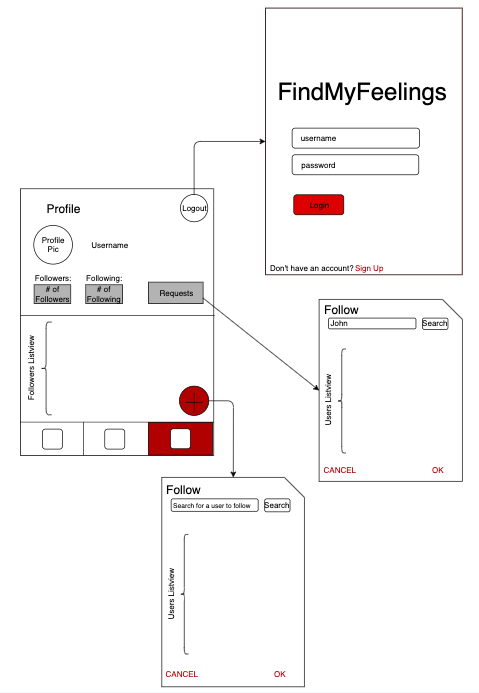 FindMyFeelings
username
password
Login
Don't have an account? Sign Up
Profile
Logout
Profile
Pic
Username
Followers:
Following:
# of
Followers
# of
Following
Requests
Followers Listview
Follow
John
Search
Users Listview
CANCEL
OK
Follow
Search for a user to follow
Search
Users Listview
CANCEL
OK